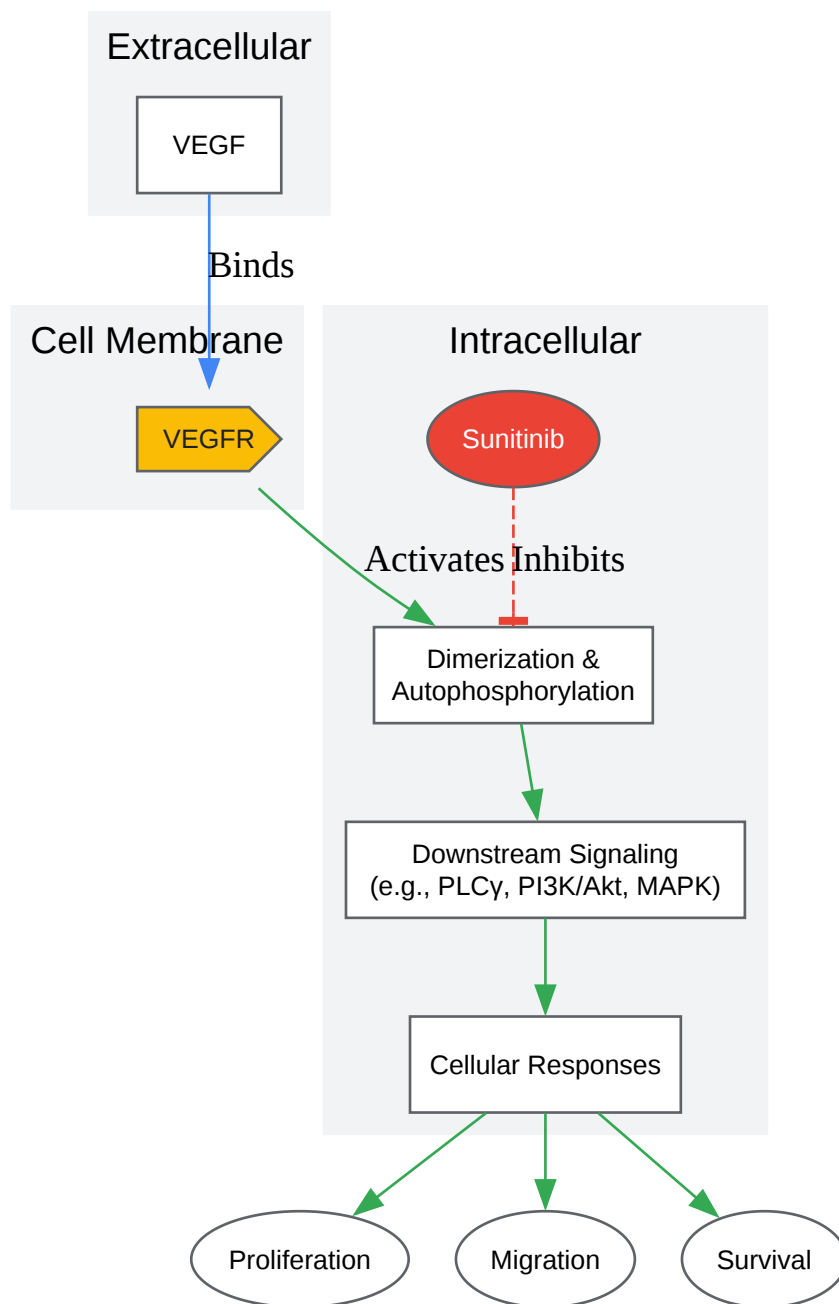 Extracellular
VEGF
Binds
Cell Membrane
Intracellular
VEGFR
Sunitinib
Activates
Inhibits
Dimerization &
Autophosphorylation
Downstream Signaling
(e.g., PLCγ, PI3K/Akt, MAPK)
Cellular Responses
Proliferation
Migration
Survival